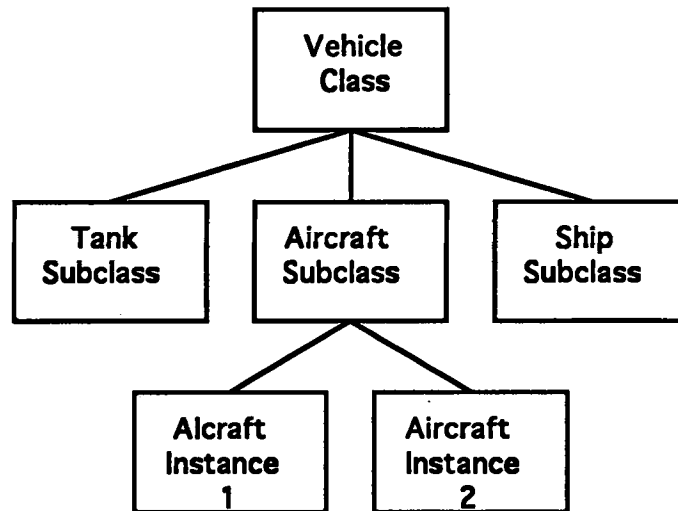 Vehicle
Class
Tank
Subclass
Aircraft
Subclass
Ship
Subclass
Alcraft
Instance
1
Aircraft
Instance
2